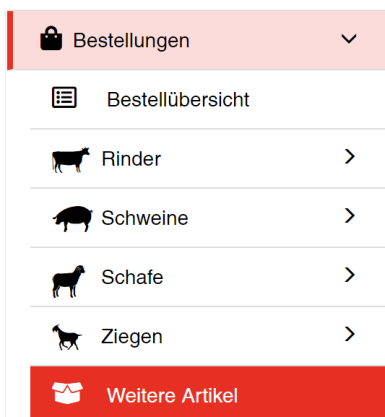 Bestellungen
Bestellübersicht
Rinder
Schweine
Schafe
Ziegen
Weitere Artikel